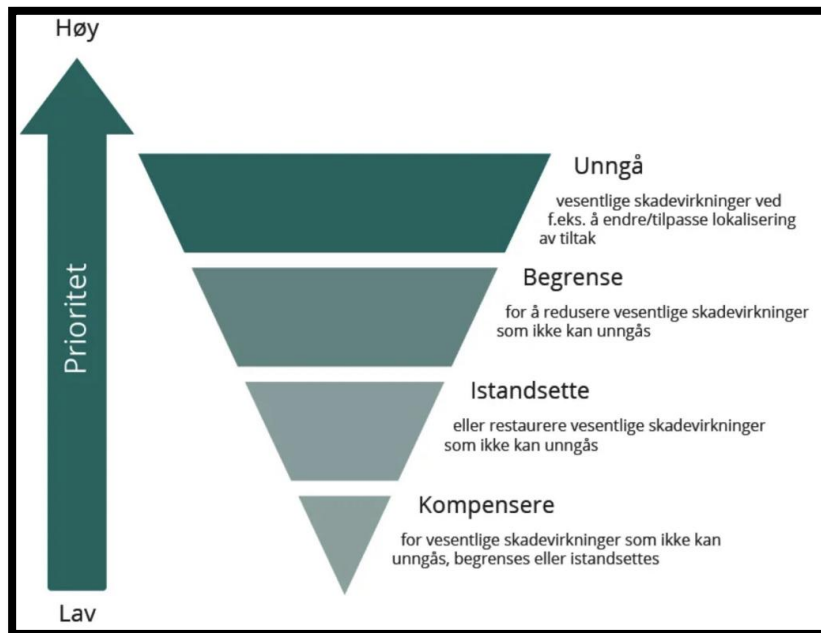 Høy
Prioritet
Unngå
vesentlige skadevirkninger ved
f.eks. å endre/tilpasse lokalisering
av tiltak
Begrense
for å redusere vesentlige skadevirkninger
som ikke kan unngås
Istandsette
eller restaurere vesentlige skadevirkninger
som ikke kan unngås
Kompensere
for vesentlige skadevirkninger som ikke kan
unngås, begrenses eller istandsettes
Lav